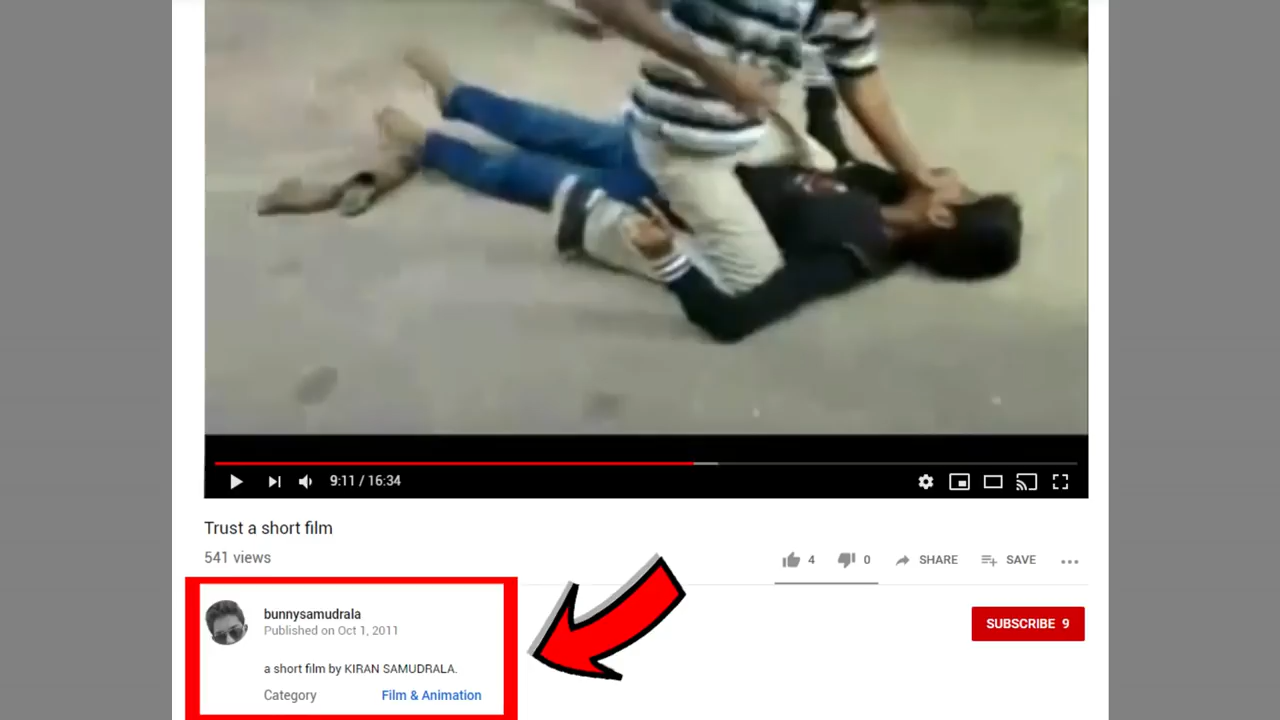 9:11 / 16:34
Trust a short film
541 views
4 0 SHARE SAVE
bunnysamudrala
Published on Oct 1, 2011
SUBSCRIBE 9
a short film by KIRAN SAMUDRALA.
Category Film & Animation